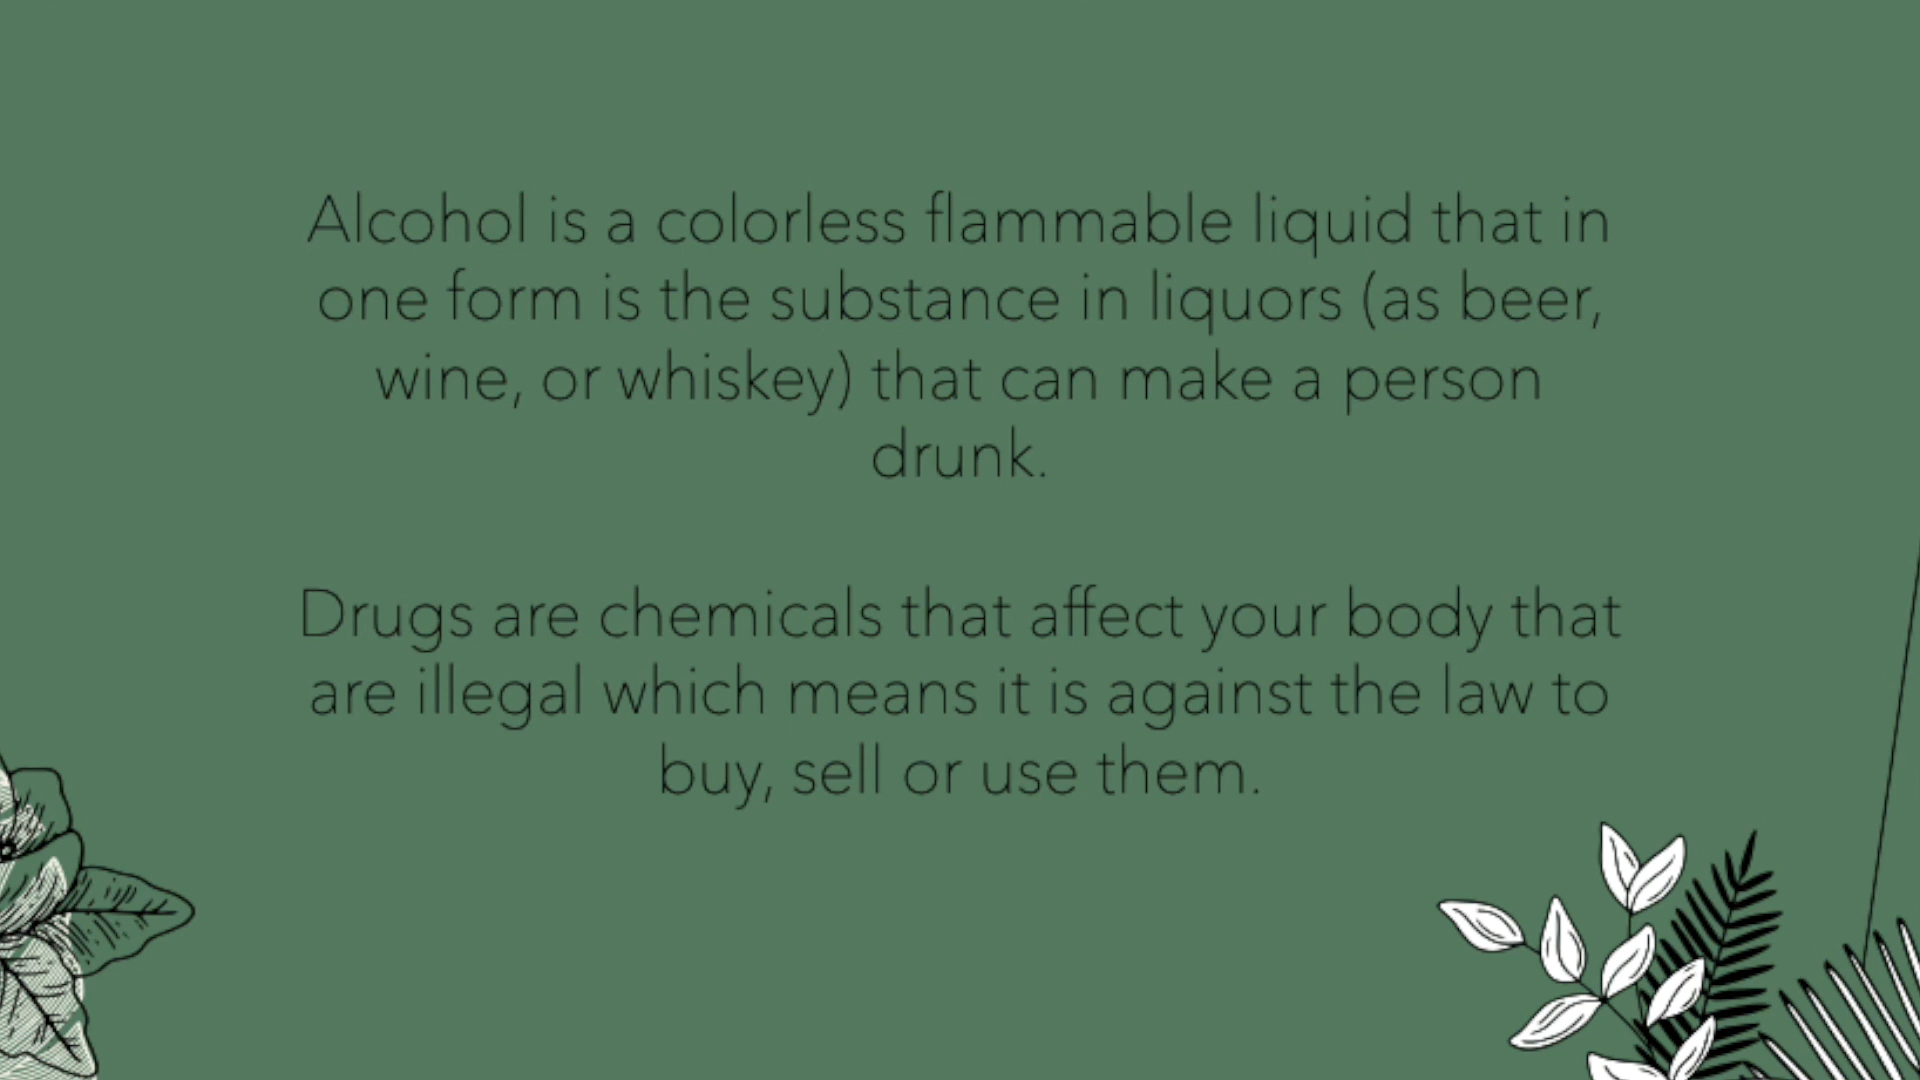 Alcohol is a colorless flammable liquid that in
one form is the substance in liquors (as beer,
wine, or whiskey) that can make a person
drunk.
Drugs are chemicals that affect your body that
are illegal which means it is against the law to
buy, sell or use them.